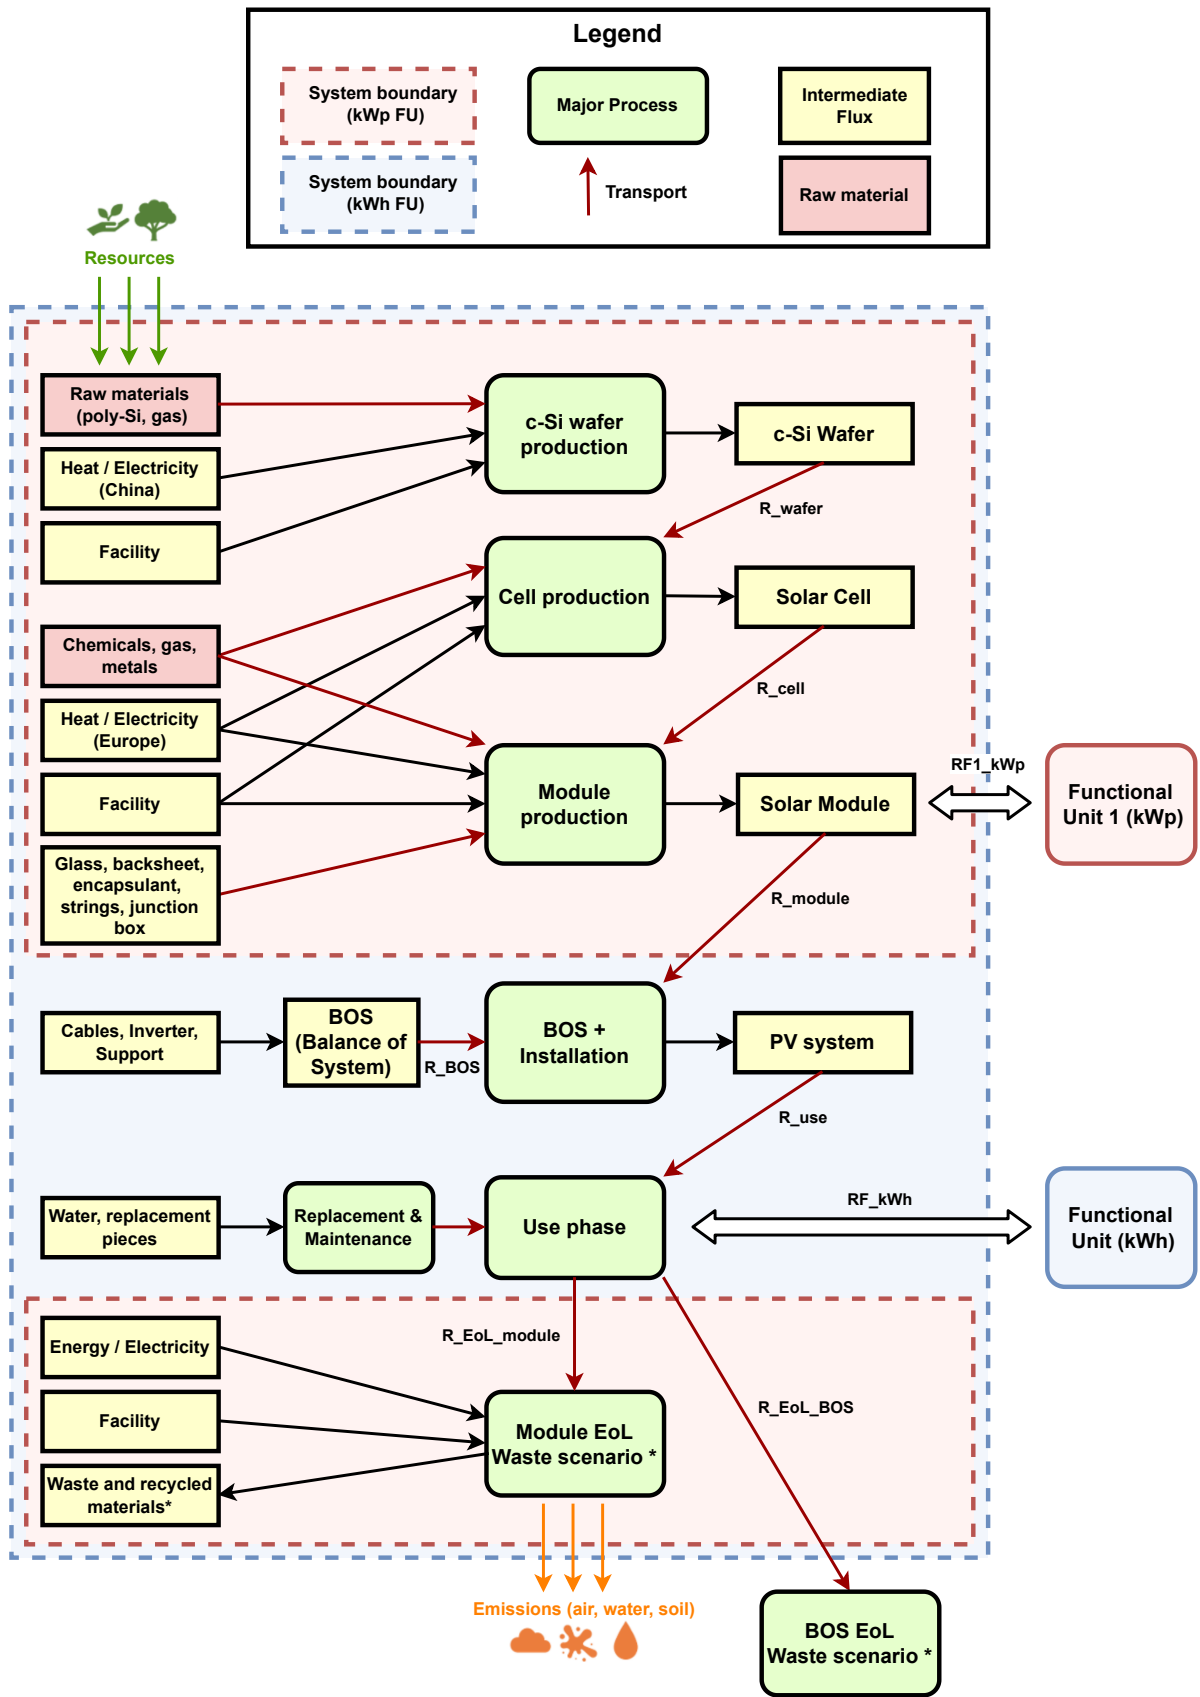 Legend
System boundary
(kWp FU)
Major Process
Intermediate
Flux
System boundary
(kWh FU)
Transport
Raw material
Resources
Raw materials
(poly-Si, gas)
c-Si wafer
production
c-Si Wafer
Heat / Electricity
(China)
R_wafer
Facility
Cell production
Solar Cell
Chemicals, gas,
metals
R_cell
Heat / Electricity
(Europe)
Facility
Module
production
Solar Module
RF1_kWp
Functional
Unit 1 (kWp)
Glass, backsheet,
encapsulant,
strings, junction
box
R_module
Cables, Inverter,
Support
BOS
(Balance of
System)
R_BOS
BOS +
Installation
PV system
R_use
Water, replacement
pieces
Replacement &
Maintenance
Use phase
RF_kWh
Functional
Unit (kWh)
R_EoL_module
Energy / Electricity
R_EoL_BOS
Facility
Module EoL
Waste scenario *
Waste and recycled
materials*
Emissions (air, water, soil)
BOS EoL
Waste scenario *